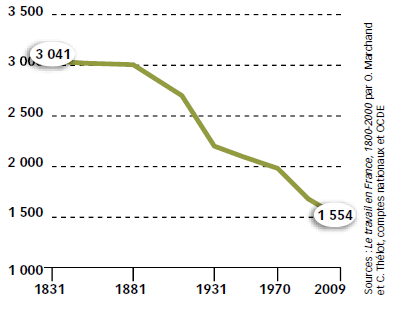 3 500
3 000
3 041
2 500
2 000
1 500
1 554
1 000
1831 1881 1931 1970 2009
Sources : Le travail en France, 1800-2000 par O. Marchand
et C. Thélot, comptes nationaux et OCDE